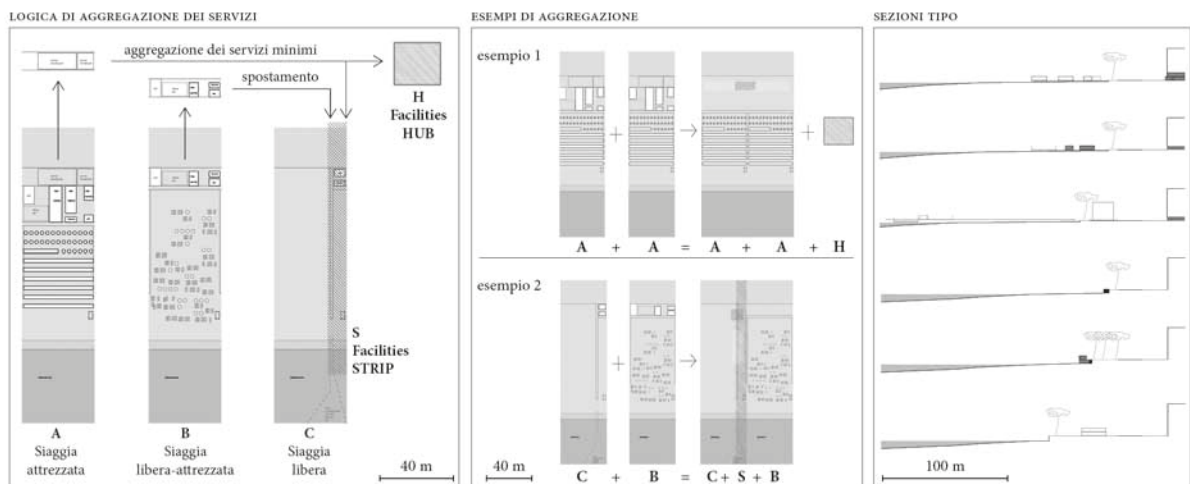 LOGICA DI AGGREGAZIONE DEI SERVIZI
aggregazione dei servizi minimi
spostamento
H
Facilities
HUB
S
Facilities
STRIP
A
Siaggia
attrezzata
B
Siaggia
libera-attrezzata
C
Siaggia
libera
40 m
ESEMPI DI AGGREGAZIONE
esempio 1
A + A = A + A + H
esempio 2
40 m
C + B = C + S + B
SEZIONI TIPO
100 m